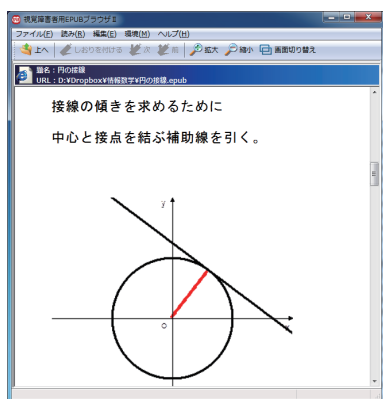 視覚障害者用EPUBブラウザⅡ
ファイル(F) 読み(R) 編集(E) 環境(M) ヘルプ(H)
上へ しおりを付ける 次 前 拡大 縮小 画面切り替え
題名：円の接線
URL：D:¥Dropbox¥情報数学¥円の接線.epub
接線の傾きを求めるために
中心と接点を結ぶ補助線を引く。
y
O
x